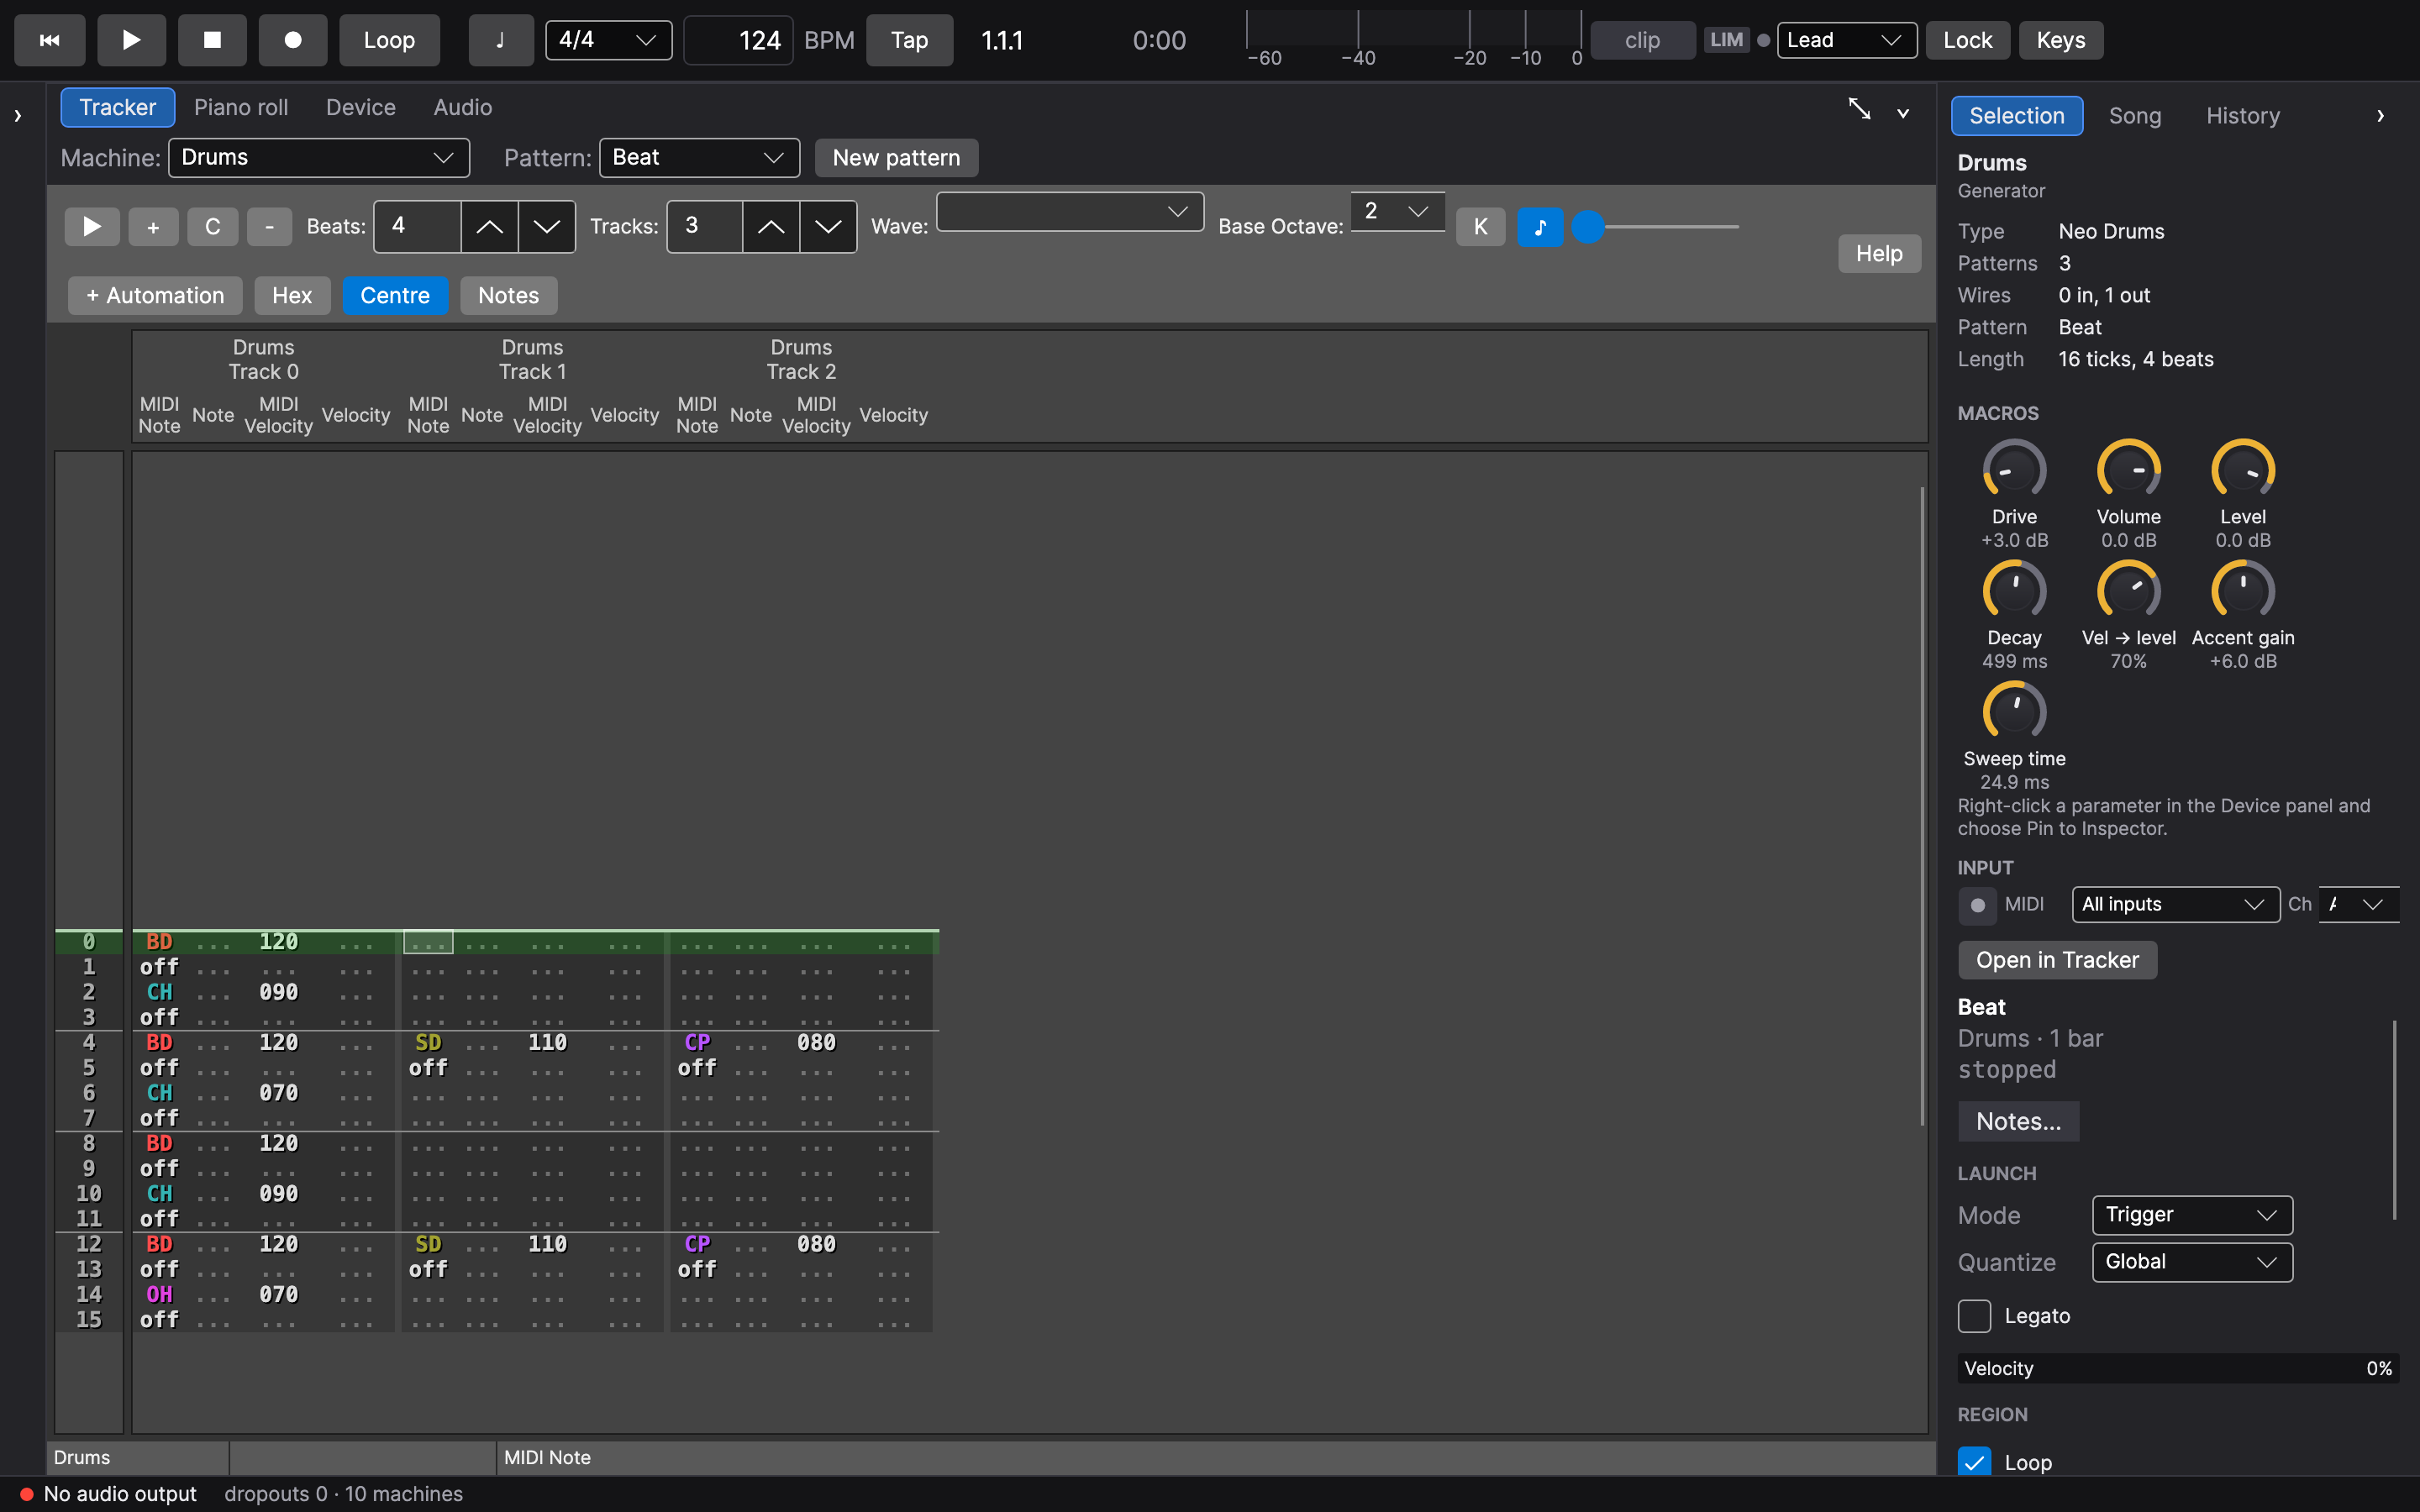 Loop
4/4
124 BPM
Tap
1.1.1
0:00
−60 −40 −20 −10 0
clip
LIM
Lead
Lock
Keys
Tracker Piano roll Device Audio
Machine: Drums Pattern: Beat New pattern
+ C - Beats: 4 Tracks: 3 Wave: Base Octave: 2 K
Help
+ Automation Hex Centre Notes
Drums Drums Drums
Track 0 Track 1 Track 2
MIDI Note Note MIDI Velocity Velocity MIDI Note Note MIDI Velocity Velocity MIDI Note Note MIDI Velocity Velocity
0 BD ... 120 ... ... ... ... ... ... ... ... ...
1 off ... ... ... ... ... ... ... ... ... ... ...
2 CH ... 090 ... ... ... ... ... ... ... ... ...
3 off ... ... ... ... ... ... ... ... ... ... ...
4 BD ... 120 ... SD ... 110 ... CP ... 080 ...
5 off ... ... ... off ... ... ... off ... ... ...
6 CH ... 070 ... ... ... ... ... ... ... ... ...
7 off ... ... ... ... ... ... ... ... ... ... ...
8 BD ... 120 ... ... ... ... ... ... ... ... ...
9 off ... ... ... ... ... ... ... ... ... ... ...
10 CH ... 090 ... ... ... ... ... ... ... ... ...
11 off ... ... ... ... ... ... ... ... ... ... ...
12 BD ... 120 ... SD ... 110 ... CP ... 080 ...
13 off ... ... ... off ... ... ... off ... ... ...
14 OH ... 070 ... ... ... ... ... ... ... ... ...
15 off ... ... ... ... ... ... ... ... ... ... ...
Drums MIDI Note
No audio output dropouts 0 · 10 machines
Selection Song History
Drums
Generator
Type Neo Drums
Patterns 3
Wires 0 in, 1 out
Pattern Beat
Length 16 ticks, 4 beats
MACROS
Drive Volume Level
+3.0 dB 0.0 dB 0.0 dB
Decay Vel → level Accent gain
499 ms 70% +6.0 dB
Sweep time
24.9 ms
Right-click a parameter in the Device panel and
choose Pin to Inspector.
INPUT
MIDI All inputs Ch
Open in Tracker
Beat
Drums · 1 bar
stopped
Notes...
LAUNCH
Mode Trigger
Quantize Global
Legato
Velocity 0%
REGION
Loop